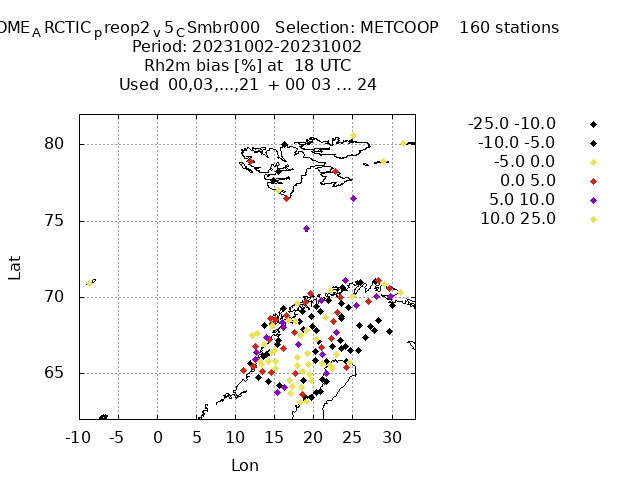 OME_ARCTIC_preop2_v5_CSmbr000 Selection: METCOOP 160 stations
Period: 20231002-20231002
Rh2m bias [%] at 18 UTC
Used 00,03,...,21 + 00 03 ... 24
-25.0 -10.0
-10.0 -5.0
-5.0 0.0
0.0 5.0
5.0 10.0
10.0 25.0
80
75
70
65
Lat
-10 -5 0 5 10 15 20 25 30
Lon